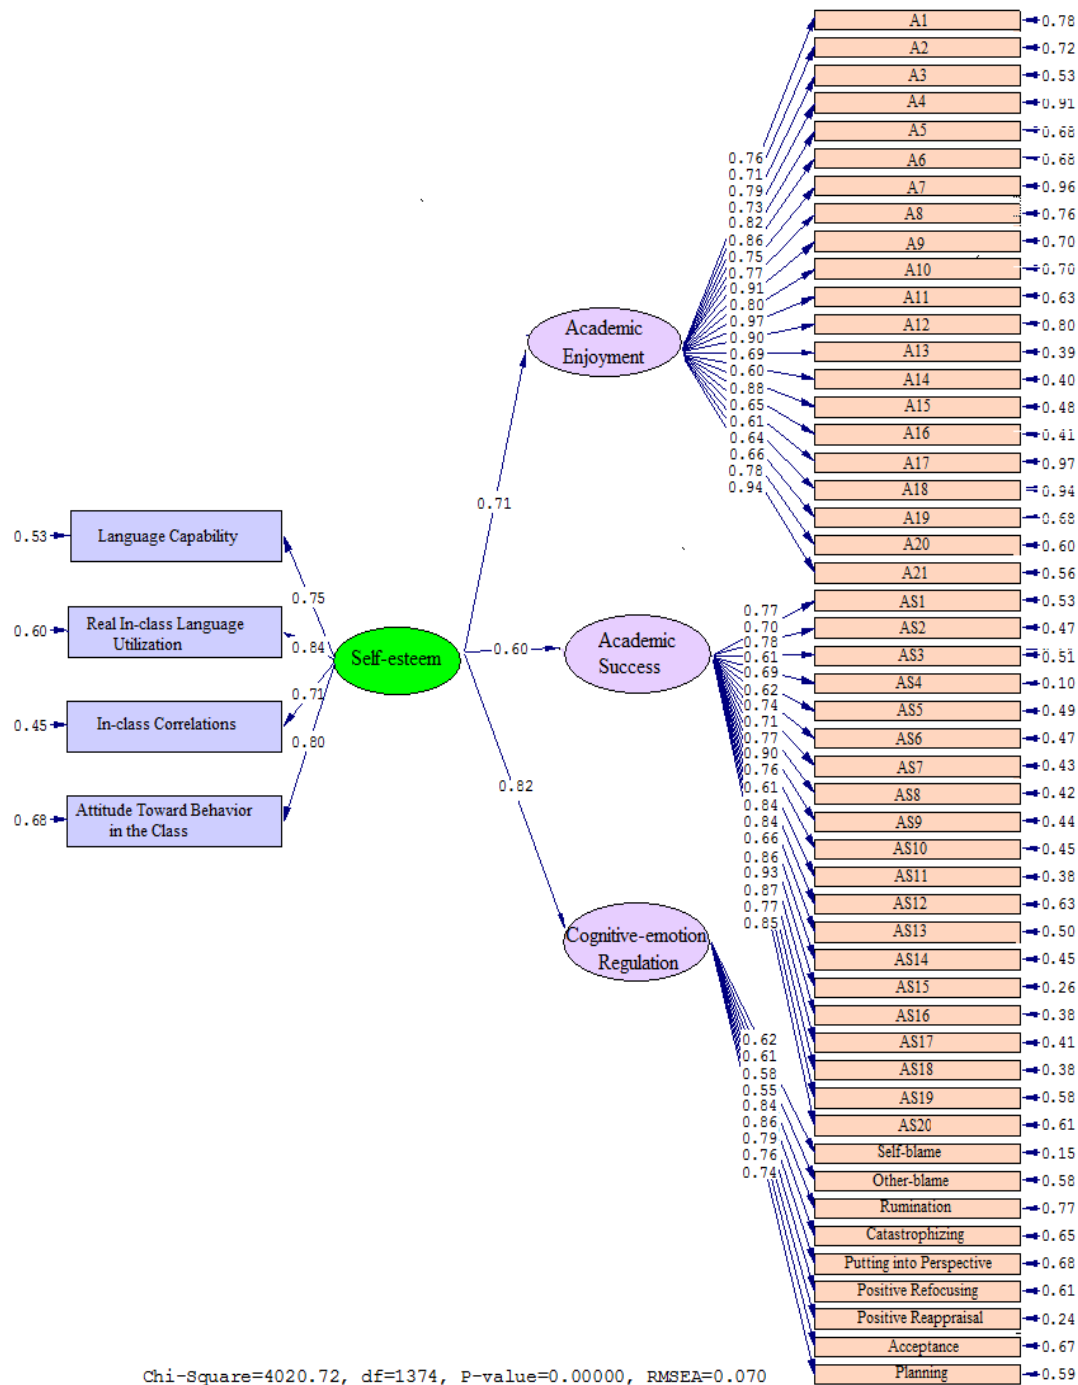 A1
0.78
A2
0.72
A3
0.53
A4
0.91
A5
0.68
A6
0.68
A7
0.96
A8
0.76
A9
0.70
A10
0.70
A11
0.63
A12
0.80
A13
0.39
A14
0.40
A15
0.48
A16
0.41
A17
0.97
A18
0.94
A19
0.68
A20
0.60
A21
0.56
0.76
0.71
0.79
0.73
0.82
0.86
0.75
0.77
0.91
0.80
0.97
0.90
0.69
0.60
0.88
0.65
0.61
0.64
0.66
0.78
0.94
Academic
Enjoyment
0.71
0.53
Language Capability
0.75
0.60
Real In-class Language
Utilization
0.84
0.45
In-class Correlations
0.71
0.68
Attitude Toward Behavior
in the Class
0.80
Self-esteem
0.60
Academic
Success
0.77
0.70
0.78
0.61
0.69
0.62
0.74
0.71
0.77
0.90
0.76
0.61
0.84
0.84
0.66
0.86
0.93
0.87
0.77
0.85
AS1
0.53
AS2
0.47
AS3
0.51
AS4
0.10
AS5
0.49
AS6
0.47
AS7
0.43
AS8
0.42
AS9
0.44
AS10
0.45
AS11
0.38
AS12
0.63
AS13
0.50
AS14
0.45
AS15
0.26
AS16
0.38
AS17
0.41
AS18
0.38
AS19
0.58
AS20
0.61
0.82
Cognitive-emotion
Regulation
0.62
0.61
0.58
0.55
0.84
0.86
0.79
0.76
0.74
Self-blame
0.15
Other-blame
0.58
Rumination
0.77
Catastrophizing
0.65
Putting into Perspective
0.68
Positive Refocusing
0.61
Positive Reappraisal
0.24
Acceptance
0.67
Planning
0.59
Chi-Square=4020.72, df=1374, P-value=0.00000, RMSEA=0.070